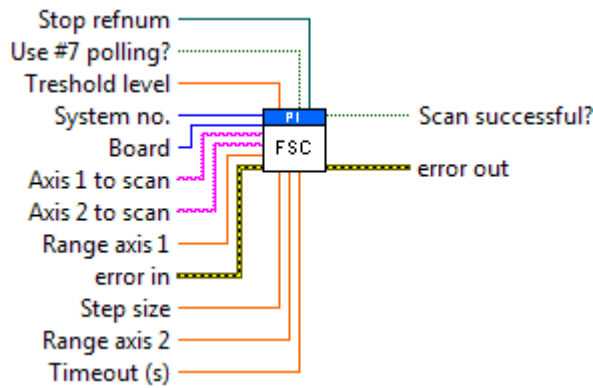 Stop refnum
Use #7 polling?
Treshold level
System no.
Board
Axis 1 to scan
Axis 2 to scan
Range axis 1
error in
Step size
Range axis 2
Timeout (s)
PI
FSC
Scan successful?
error out